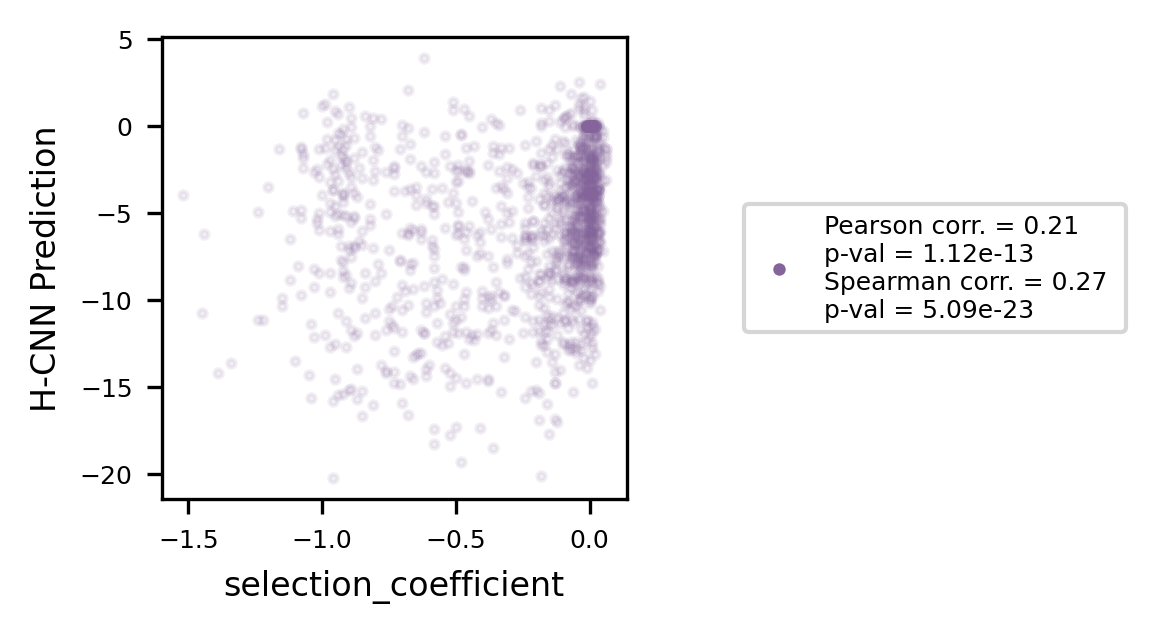 5
0
−5
−10
−15
−20
H-CNN Prediction
−1.5
−1.0
−0.5
0.0
selection_coefficient
Pearson corr. = 0.21
p-val = 1.12e-13
Spearman corr. = 0.27
p-val = 5.09e-23